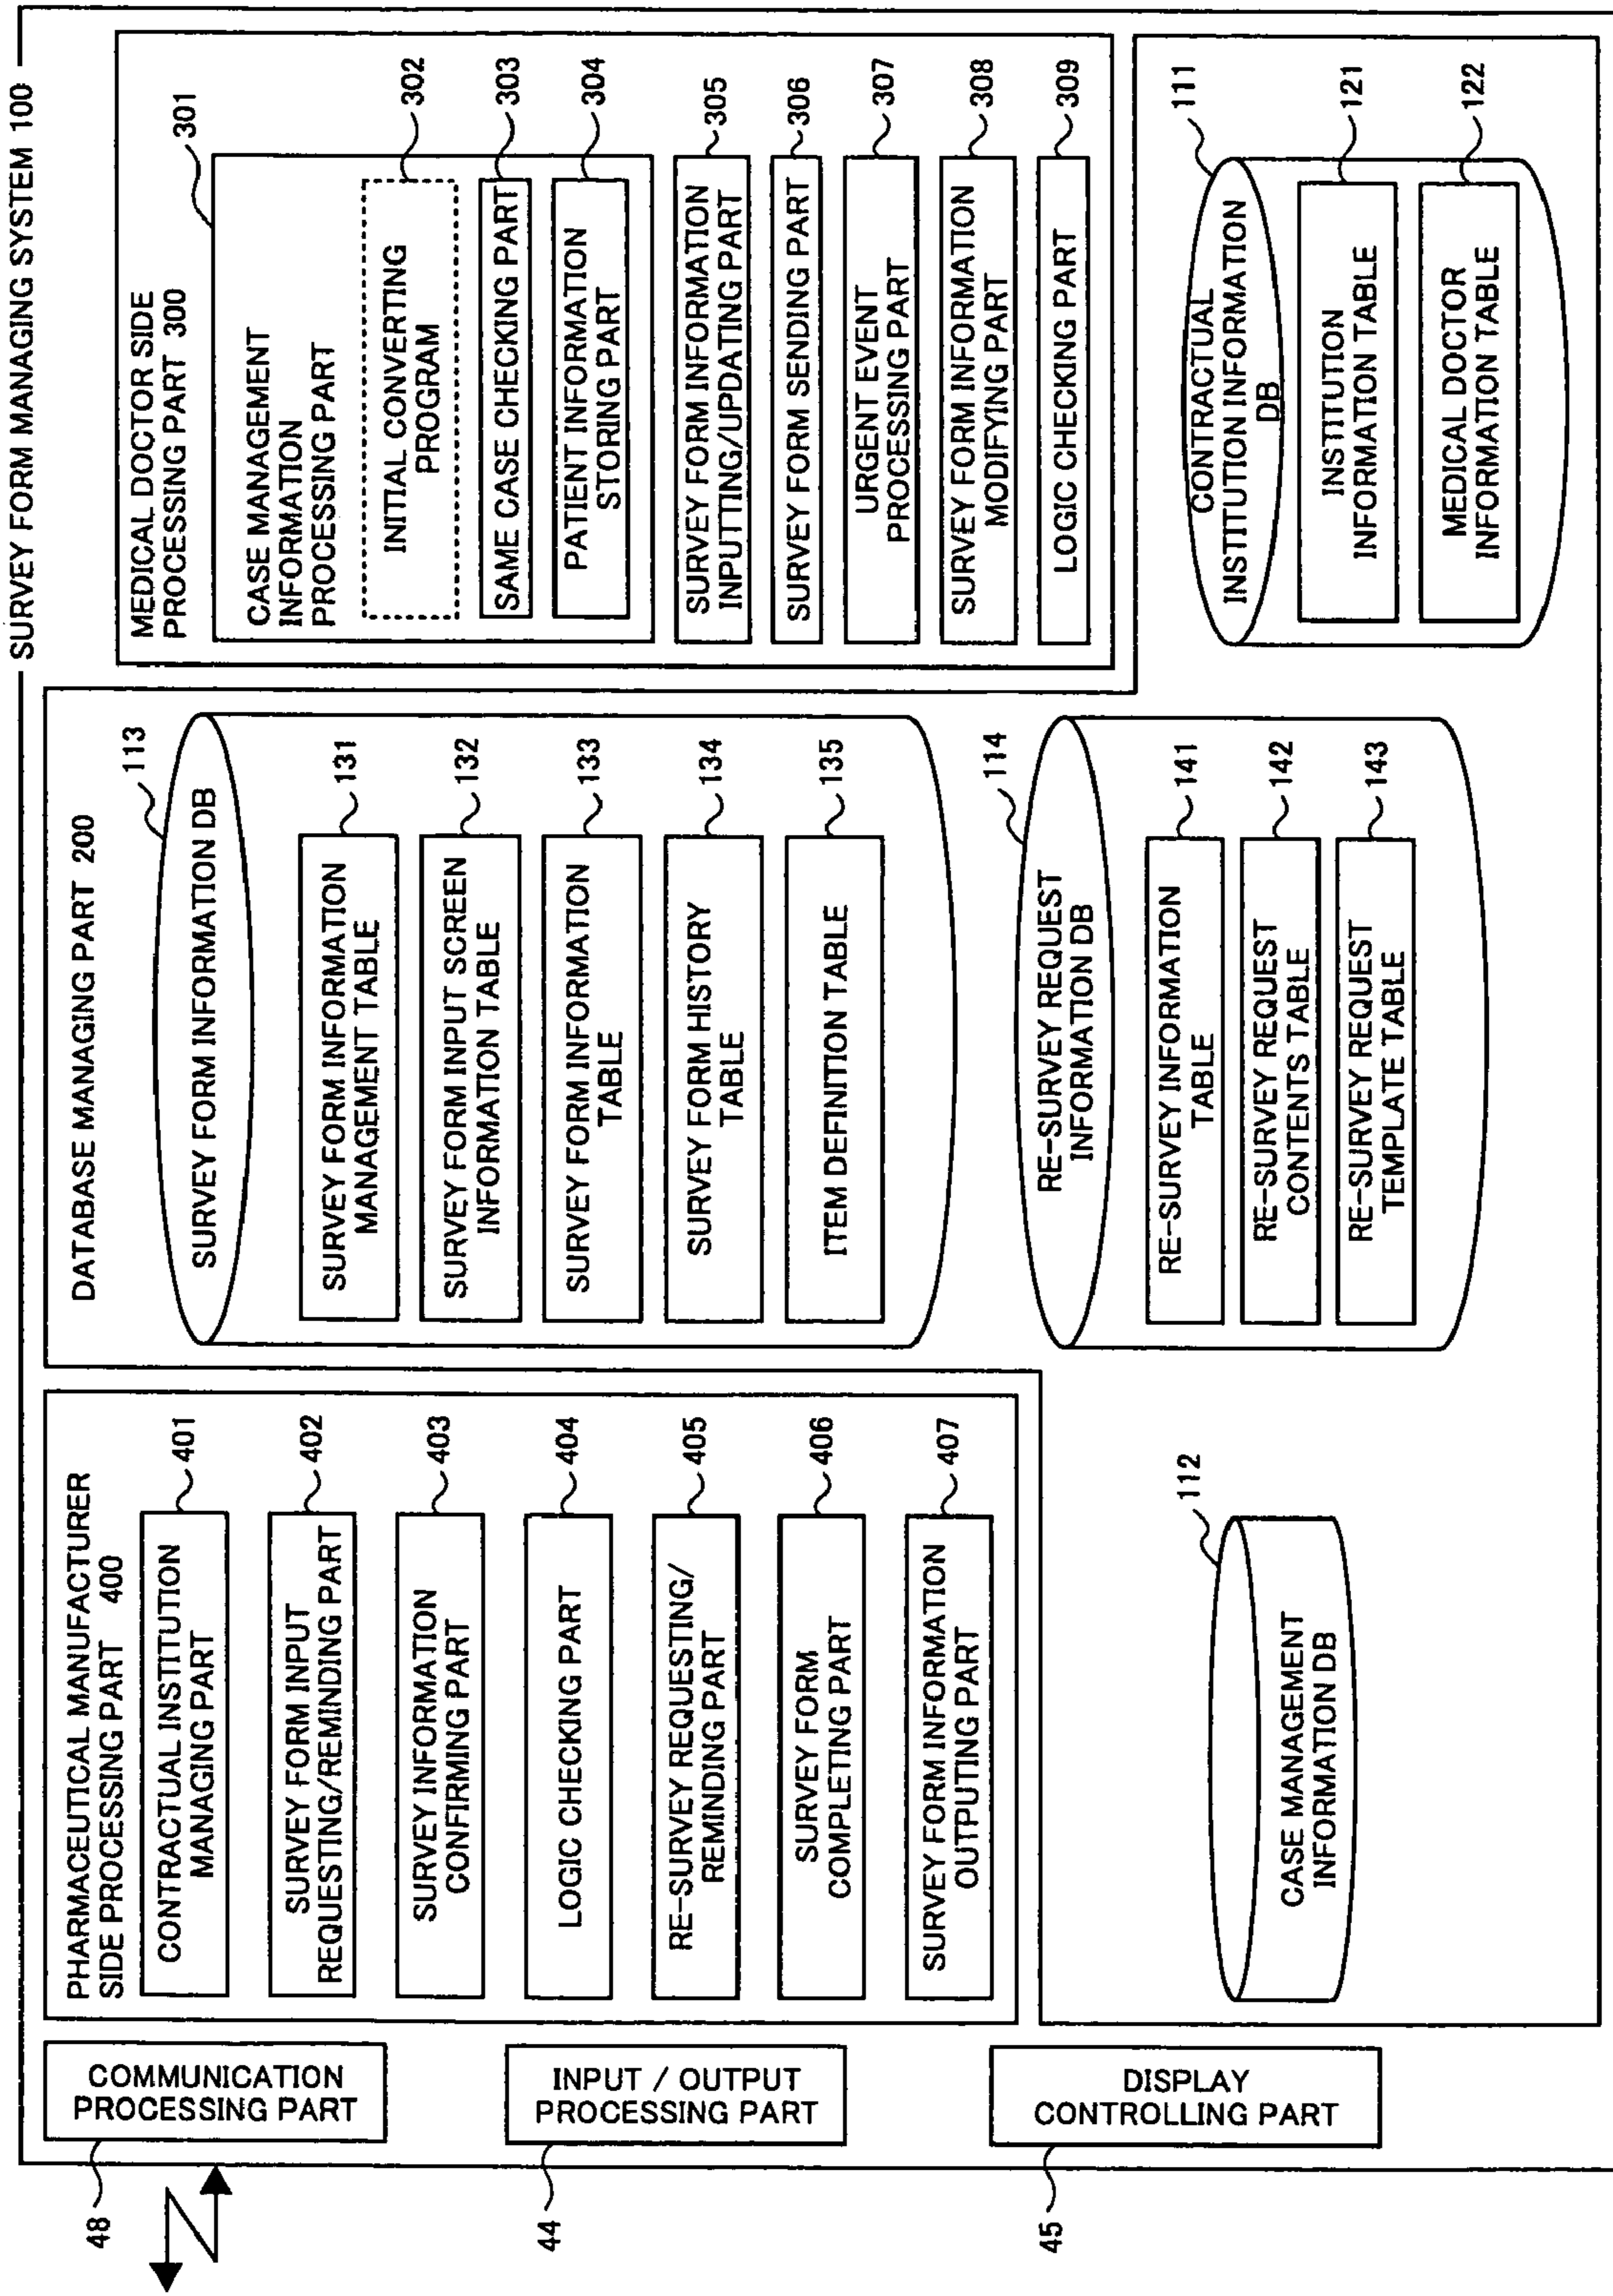 SURVEY FORM MANAGING SYSTEM 100
COMMUNICATION
PROCESSING PART
48
INPUT / OUTPUT
PROCESSING PART
44
DISPLAY
CONTROLLING PART
45
PHARMACEUTICAL MANUFACTURER
SIDE PROCESSING PART 400
CONTRACTUAL INSTITUTION
MANAGING PART
401
SURVEY FORM INPUT
REQUESTING/REMINDING PART
402
SURVEY INFORMATION
CONFIRMING PART
403
LOGIC CHECKING PART
404
RE-SURVEY REQUESTING/
REMINDING PART
405
SURVEY FORM
COMPLETING PART
406
SURVEY FORM INFORMATION
OUTPUTING PART
407
DATABASE MANAGING PART 200
SURVEY FORM INFORMATION DB
113
SURVEY FORM INFORMATION
MANAGEMENT TABLE
131
SURVEY FORM INPUT SCREEN
INFORMATION TABLE
132
SURVEY FORM INFORMATION
TABLE
133
SURVEY FORM HISTORY
TABLE
134
ITEM DEFINITION TABLE
135
MEDICAL DOCTOR SIDE
PROCESSING PART 300
301
CASE MANAGEMENT
INFORMATION
PROCESSING PART
INITIAL CONVERTING
PROGRAM
302
SAME CASE CHECKING PART
303
PATIENT INFORMATION
STORING PART
304
SURVEY FORM INFORMATION
INPUTTING/UPDATING PART
305
SURVEY FORM SENDING PART
306
URGENT EVENT
PROCESSING PART
307
SURVEY FORM INFORMATION
MODIFYING PART
308
LOGIC CHECKING PART
309
CASE MANAGEMENT
INFORMATION DB
112
RE-SURVEY REQUEST
INFORMATION DB
114
RE-SURVEY INFORMATION
TABLE
141
RE-SURVEY REQUEST
CONTENTS TABLE
142
RE-SURVEY REQUEST
TEMPLATE TABLE
143
CONTRACTUAL
INSTITUTION INFORMATION
DB
111
INSTITUTION
INFORMATION TABLE
121
MEDICAL DOCTOR
INFORMATION TABLE
122